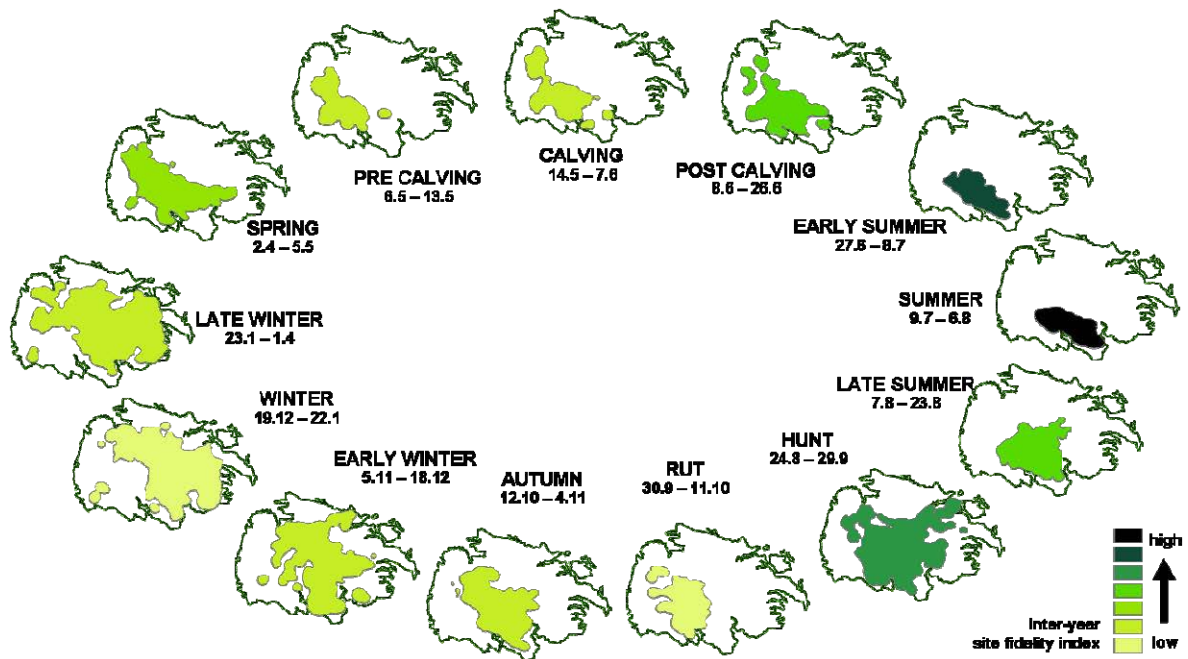 CALVING
14.5 – 7.6
PRE CALVING
6.5 – 13.5
POST CALVING
8.6 – 26.6
SPRING
2.4 – 5.5
EARLY SUMMER
27.6 – 8.7
LATE WINTER
23.1 – 1.4
SUMMER
9.7 – 6.8
WINTER
19.12 – 22.1
LATE SUMMER
7.8 – 23.8
EARLY WINTER
5.11 – 18.12
AUTUMN
12.10 – 4.11
RUT
30.9 – 11.10
HUNT
24.8 – 29.9
high
Inter-year
site fidelity index
low